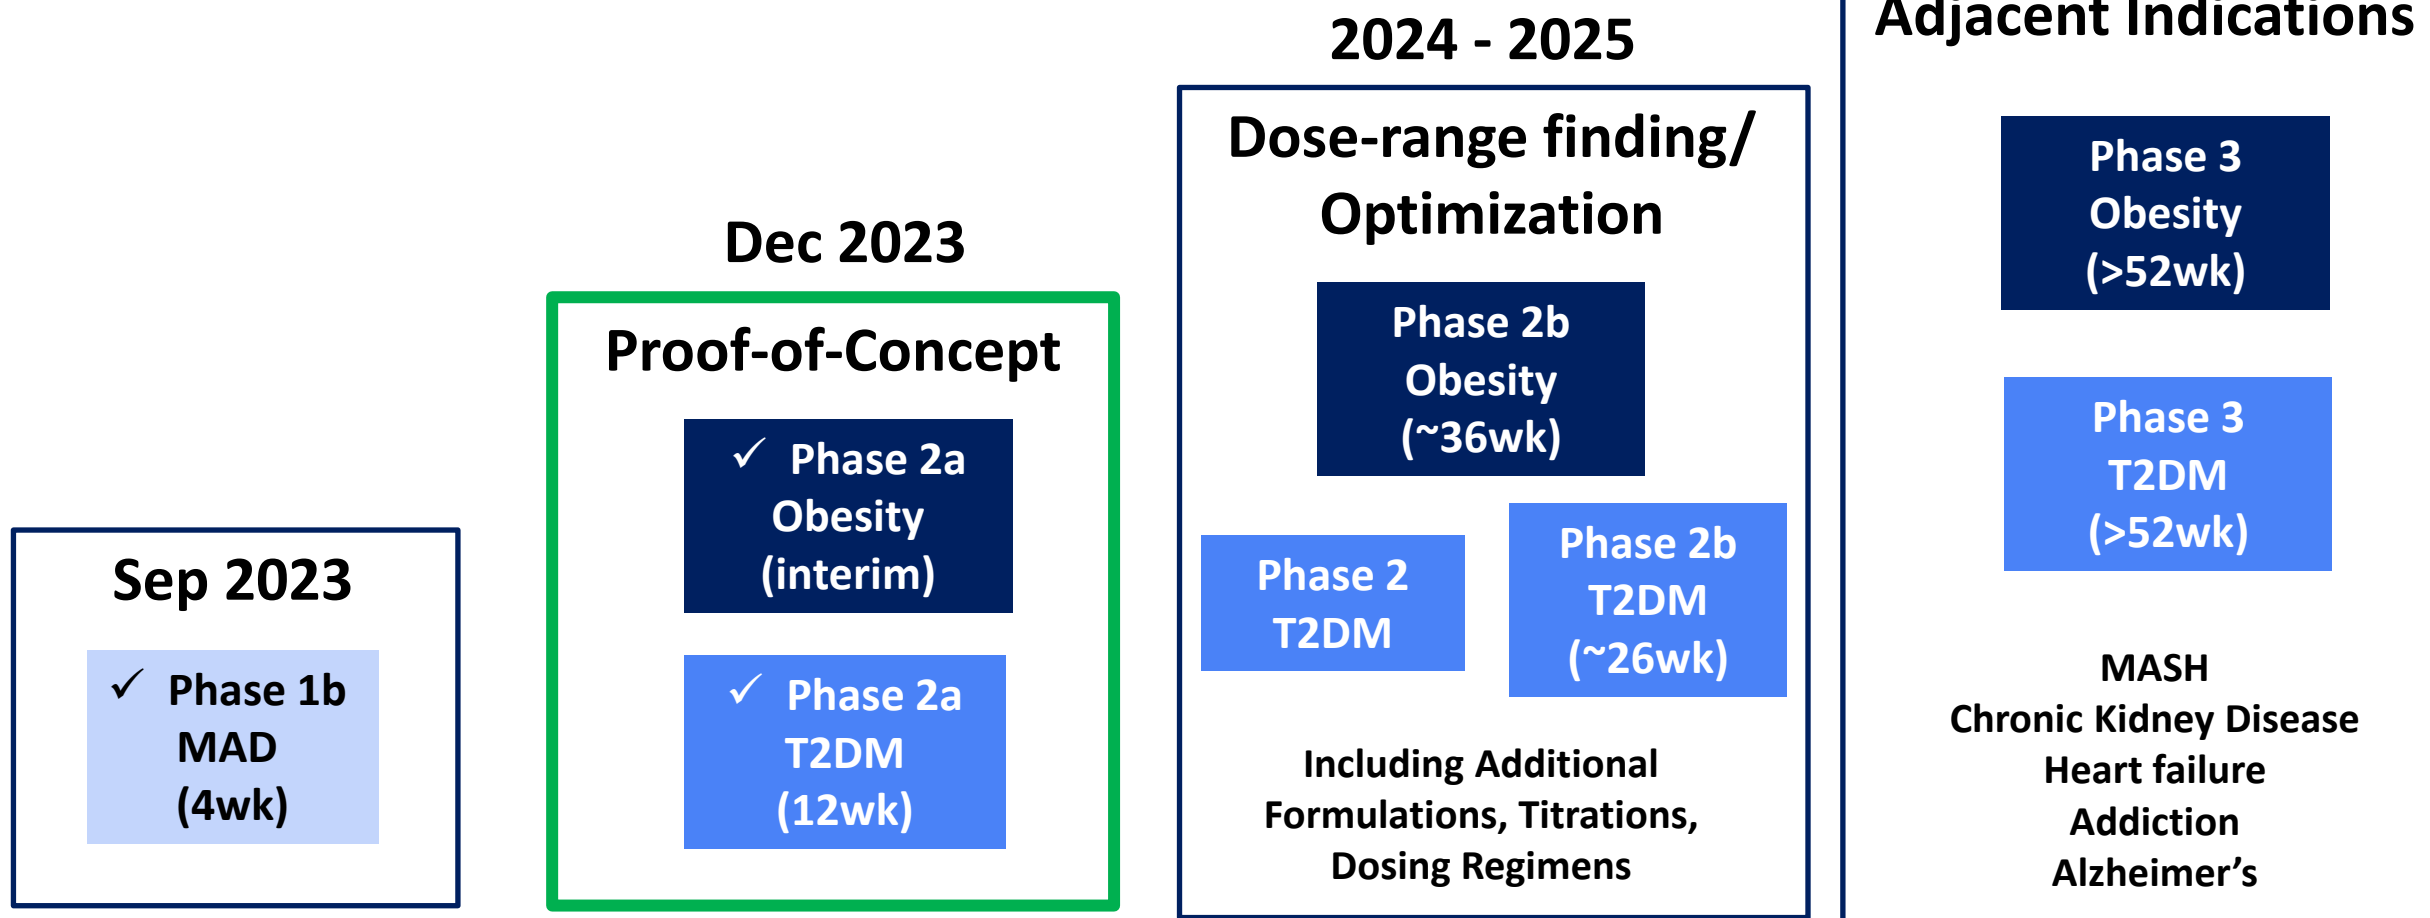 Sep 2023
✓ Phase 1b
MAD
(4wk)
Dec 2023
Proof-of-Concept
✓ Phase 2a
Obesity
(interim)
✓ Phase 2a
T2DM
(12wk)
2024 - 2025
Dose-range finding/
Optimization
Phase 2b
Obesity
(~36wk)
Phase 2
T2DM
Phase 2b
T2DM
(~26wk)
Including Additional
Formulations, Titrations,
Dosing Regimens
Adjacent Indications
Phase 3
Obesity
(>52wk)
Phase 3
T2DM
(>52wk)
MASH
Chronic Kidney Disease
Heart failure
Addiction
Alzheimer’s